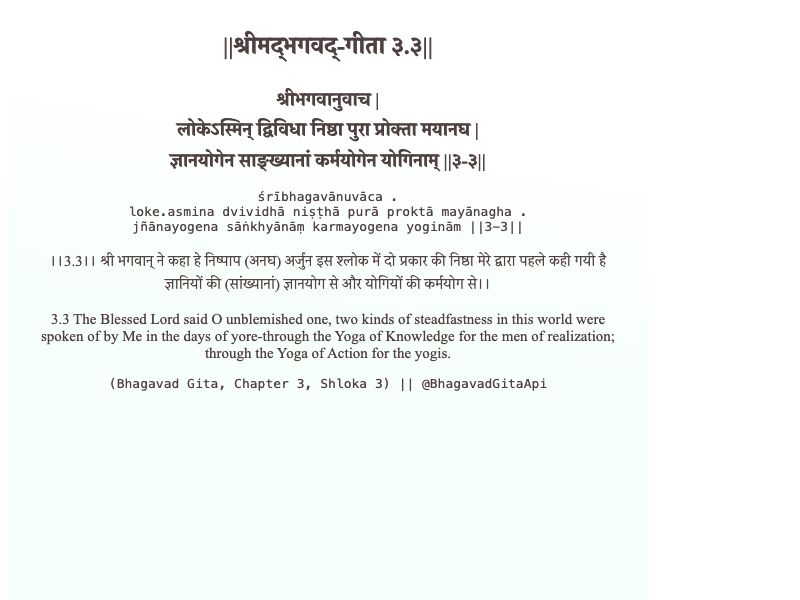 ||श्रीमद्‍भगवद्‍-गीता ३.३||
श्रीभगवानुवाच |
लोकेऽस्मिन् द्विविधा निष्ठा पुरा प्रोक्ता मयानघ |
ज्ञानयोगेन साङ्ख्यानां कर्मयोगेन योगिनाम् ||३-३||
śrībhagavānuvāca .
loke.asmina dvividhā niṣṭhā purā proktā mayānagha .
jñānayogena sāṅkhyānāṃ karmayogena yoginām ||3-3||
।।3.3।। श्री भगवान् ने कहा हे निष्पाप (अनघ) अर्जुन इस श्लोक में दो प्रकार की निष्ठा मेरे द्वारा पहले कही गयी है
ज्ञानियों की (सांख्यानां) ज्ञानयोग से और योगियों की कर्मयोग से।।
3.3 The Blessed Lord said O unblemished one, two kinds of steadfastness in this world were
spoken of by Me in the days of yore-through the Yoga of Knowledge for the men of realization;
through the Yoga of Action for the yogis.
(Bhagavad Gita, Chapter 3, Shloka 3) || @BhagavadGitaApi